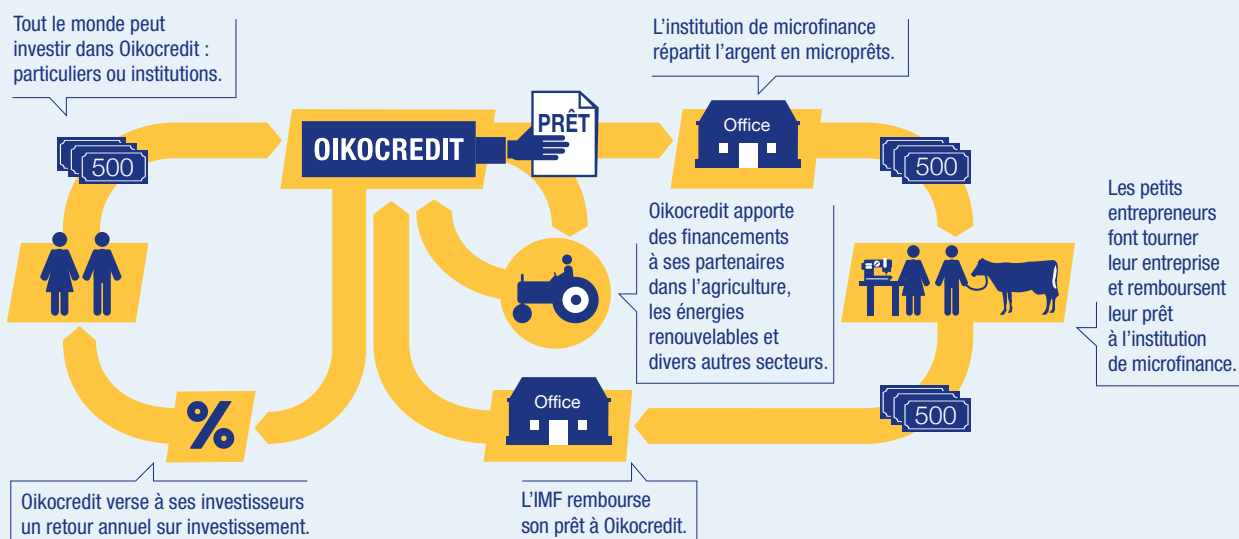 Tout le monde peut
investir dans Oikocredit :
particuliers ou institutions.
L’institution de microfinance
répartit l’argent en microprêts.
500
OIKOCREDIT
PRÊT
Office
500
Oikocredit apporte
des financements
à ses partenaires
dans l’agriculture,
les énergies
renouvelables et
divers autres secteurs.
Les petits
entrepreneurs
font tourner
leur entreprise
et remboursent
leur prêt
à l’institution
de microfinance.
%
Office
500
Oikocredit verse à ses investisseurs
un retour annuel sur investissement.
L’IMF rembourse
son prêt à Oikocredit.